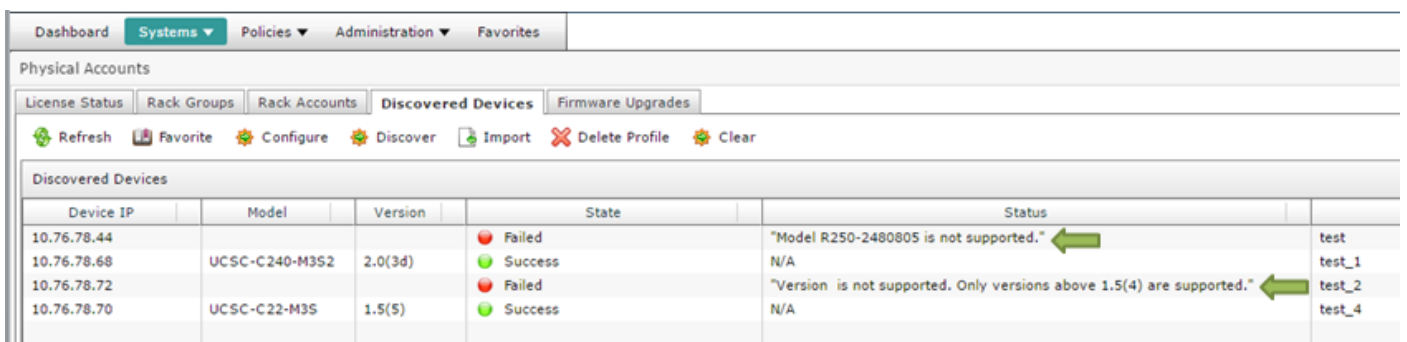 Dashboard Systems ▼ Policies ▼ Administration ▼ Favorites
Physical Accounts
License Status Rack Groups Rack Accounts Discovered Devices Firmware Upgrades
Refresh Favorite Configure Discover Import Delete Profile Clear
Discovered Devices
Device IP Model Version State Status
10.76.78.44 Failed "Model R250-2480805 is not supported." test
10.76.78.68 UCSC-C240-M3S2 2.0(3d) Success N/A test_1
10.76.78.72 Failed "Version  is not supported. Only versions above 1.5(4) are supported." test_2
10.76.78.70 UCSC-C22-M3S 1.5(5) Success N/A test_4